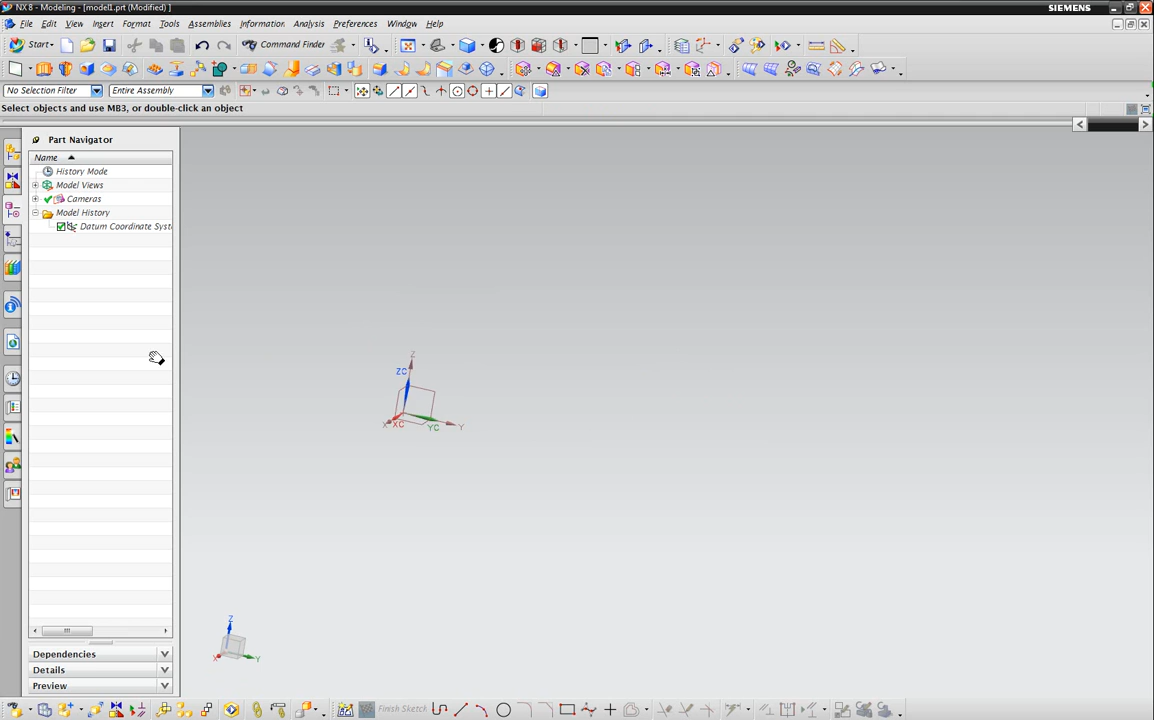 NX 8 - Modeling - [model1.prt (Modified) ]
SIEMENS
File Edit View Insert Format Tools Assemblies Information Analysis Preferences Window Help
Start Command Finder
No Selection Filter Entire Assembly
Select objects and use MB3, or double-click an object
Part Navigator
Name
History Mode
Model Views
Cameras
Model History
Datum Coordinate Syst
Z
ZC
X XC YC Y
Z
X Y
Dependencies
Details
Preview
Finish Sketch